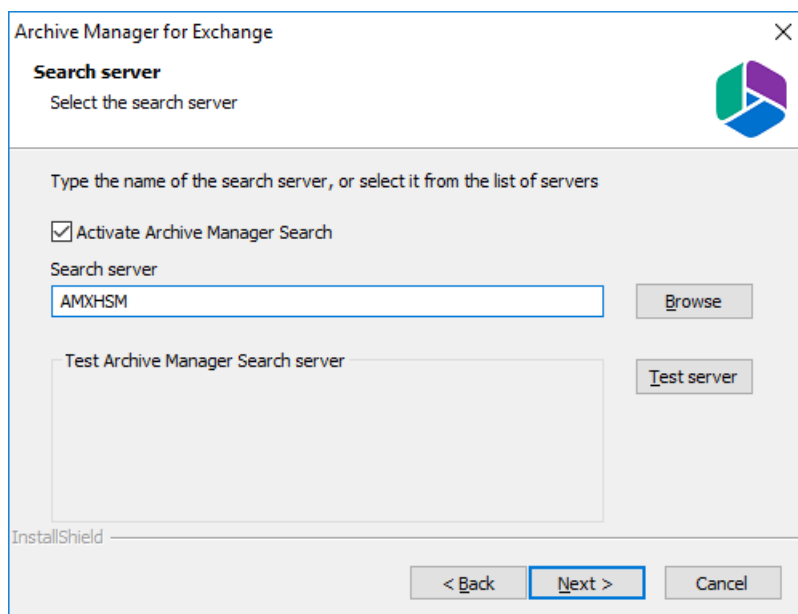 Archive Manager for Exchange
Search server
Select the search server
Type the name of the search server, or select it from the list of servers
Activate Archive Manager Search
Search server
AMXHSM
Browse
Test Archive Manager Search server
Test server
InstallShield
< Back
Next >
Cancel